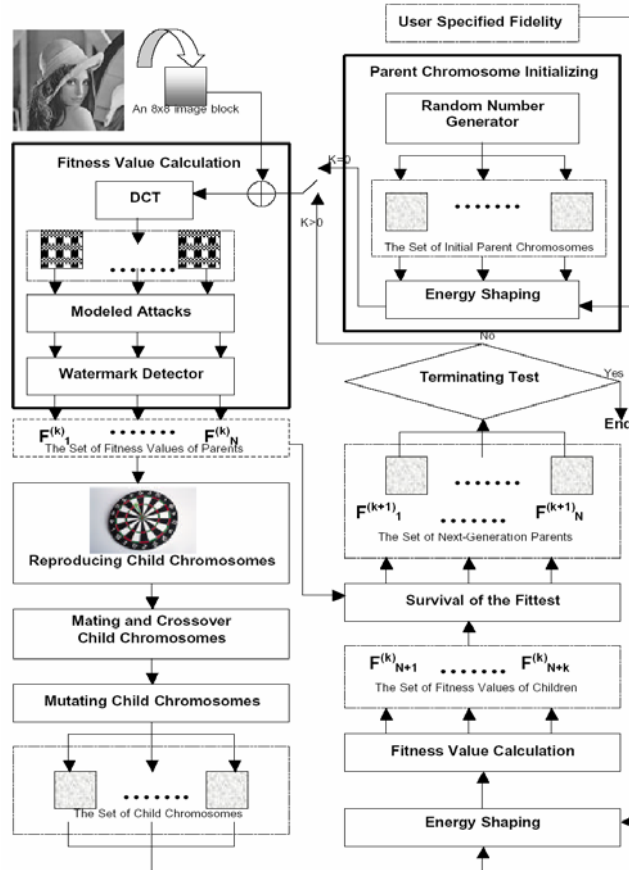 User Specified Fidelity
An 8x8 image block
Parent Chromosome Initializing
Random Number
Generator
The Set of Initial Parent Chromosomes
Energy Shaping
K=0
K>0
Fitness Value Calculation
DCT
Modeled Attacks
Watermark Detector
F(k)1 F(k)N
The Set of Fitness Values of Parents
Reproducing Child Chromosomes
Mating and Crossover
Child Chromosomes
Mutating Child Chromosomes
The Set of Child Chromosomes
No
Terminating Test
Yes
End
F(k+1)1 F(k+1)N
The Set of Next-Generation Parents
Survival of the Fittest
F(k)N+1 F(k)N+k
The Set of Fitness Values of Children
Fitness Value Calculation
Energy Shaping